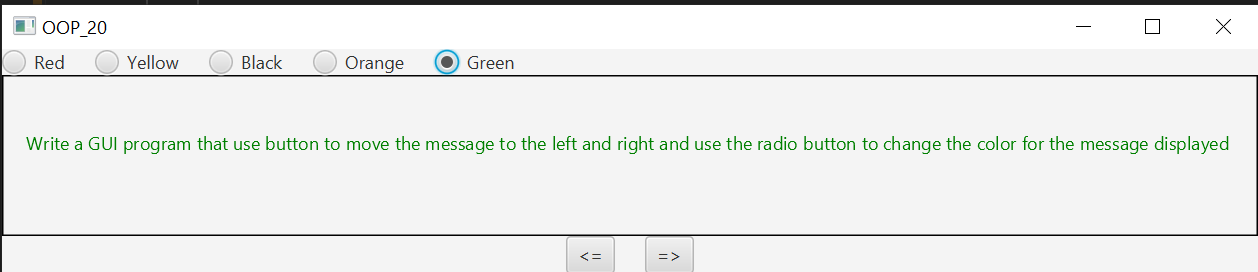 OOP_20
Red Yellow Black Orange Green
Write a GUI program that use button to move the message to the left and right and use the radio button to change the color for the message displayed
<= =>